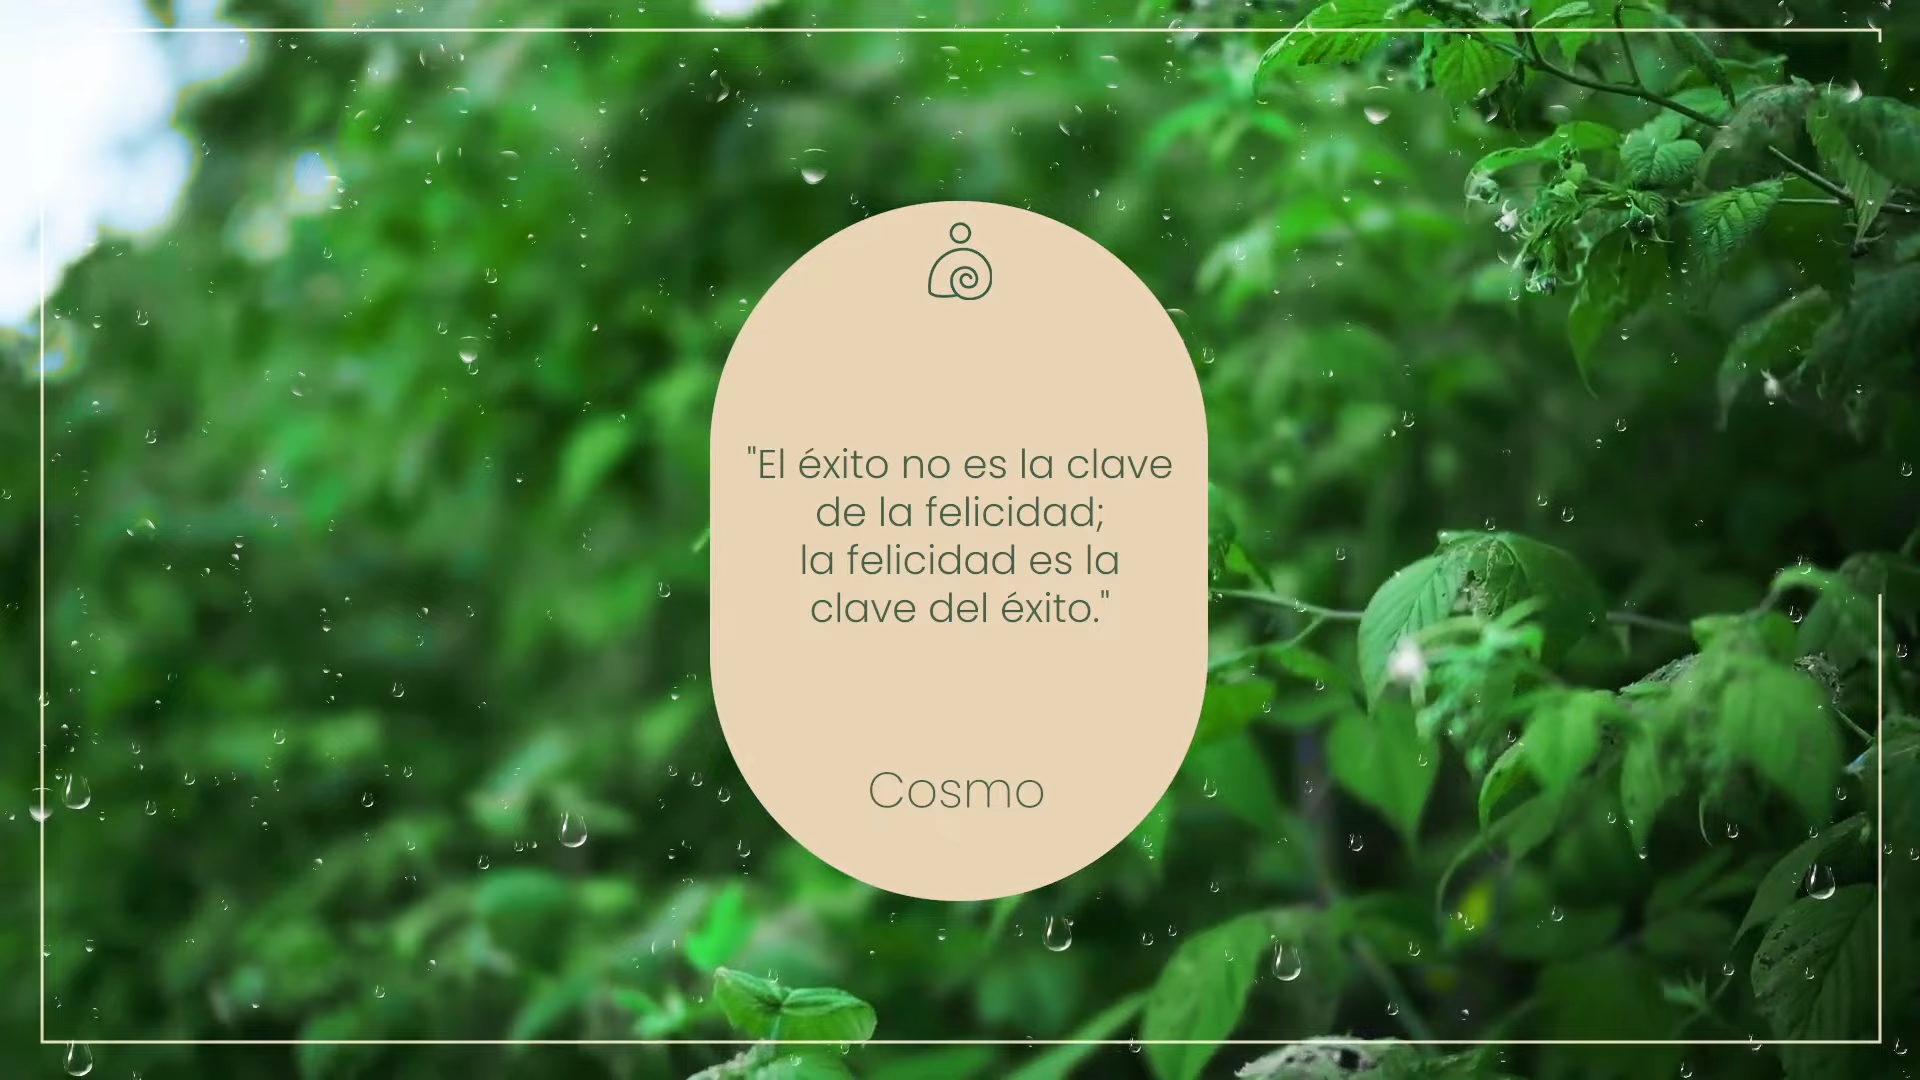 "El éxito no es la clave
de la felicidad;
la felicidad es la
clave del éxito."
Cosmo